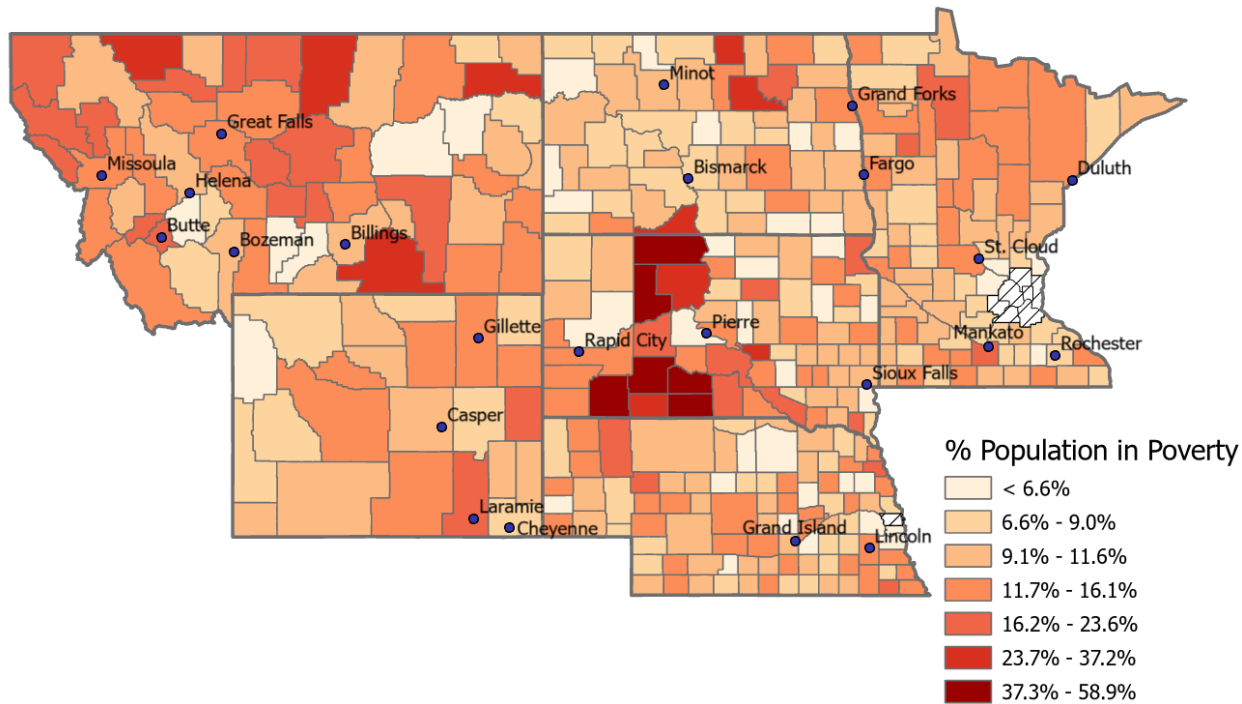 Minot
Grand Forks
Great Falls
Missoula
Helena
Bismarck
Fargo
Duluth
Butte
Bozeman
Billings
St. Cloud
Gillette
Rapid City
Pierre
Mankato
Rochester
Sioux Falls
Casper
% Population in Poverty
< 6.6%
6.6% - 9.0%
9.1% - 11.6%
11.7% - 16.1%
16.2% - 23.6%
23.7% - 37.2%
37.3% - 58.9%
Laramie
Cheyenne
Grand Island
Lincoln